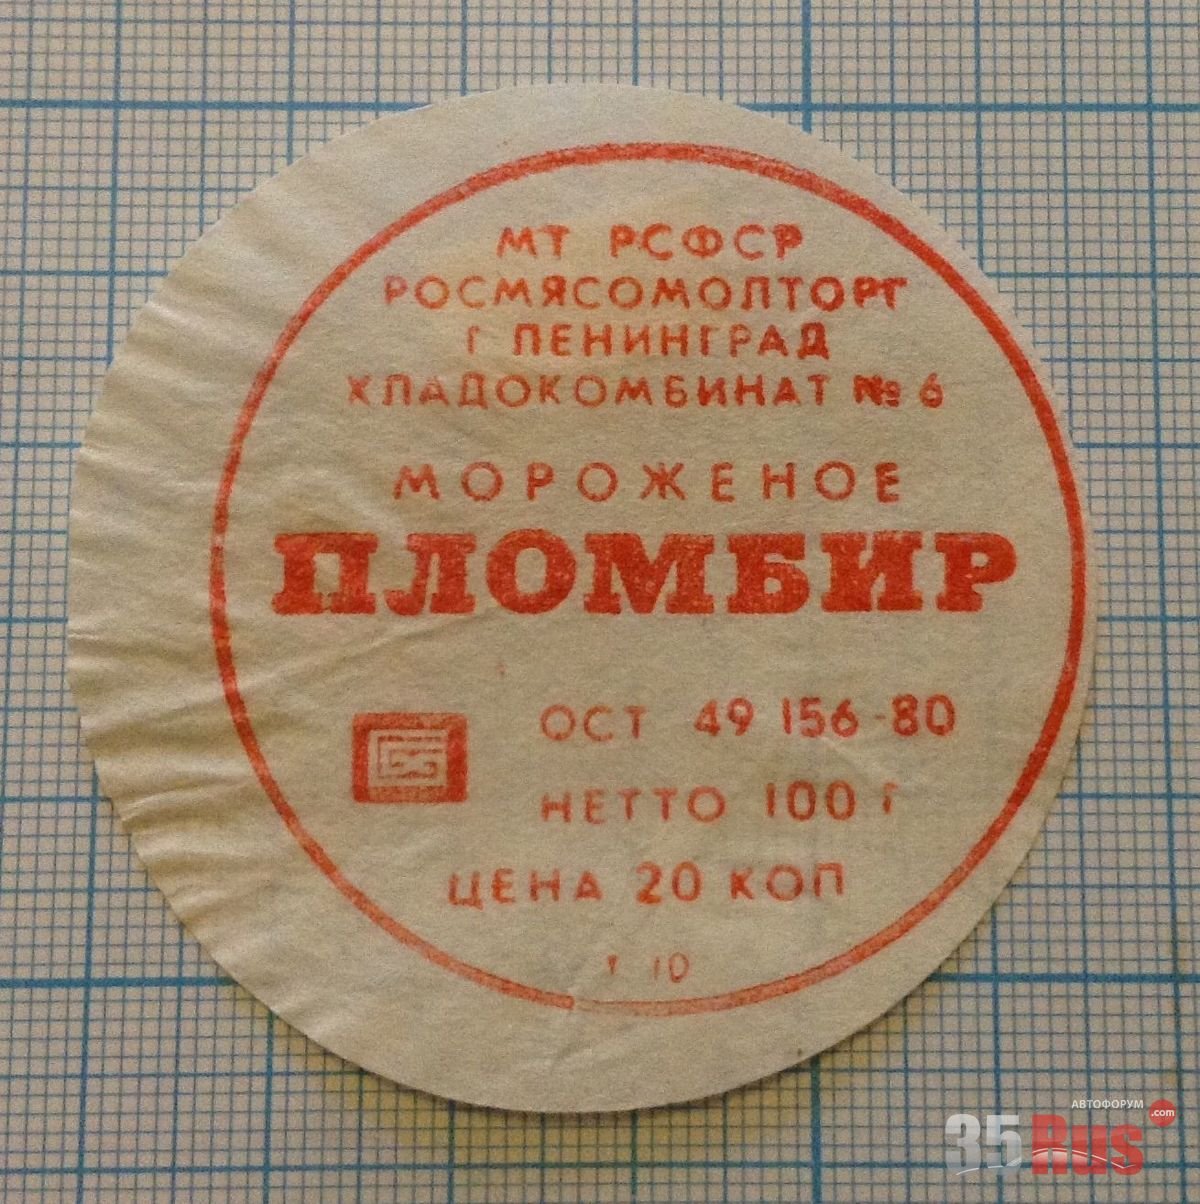 МТ РСФСР
РОСМЯСОМОЛТОРГ
Г ЛЕНИНГРАД
ХЛАДОКОМБИНАТ № 6
МОРОЖЕНОЕ
ПЛОМБИР
ОСТ 49 156-80
НЕТТО 100 Г
ЦЕНА 20 КОП
10
АВТОФОРУМ
35Rus.com